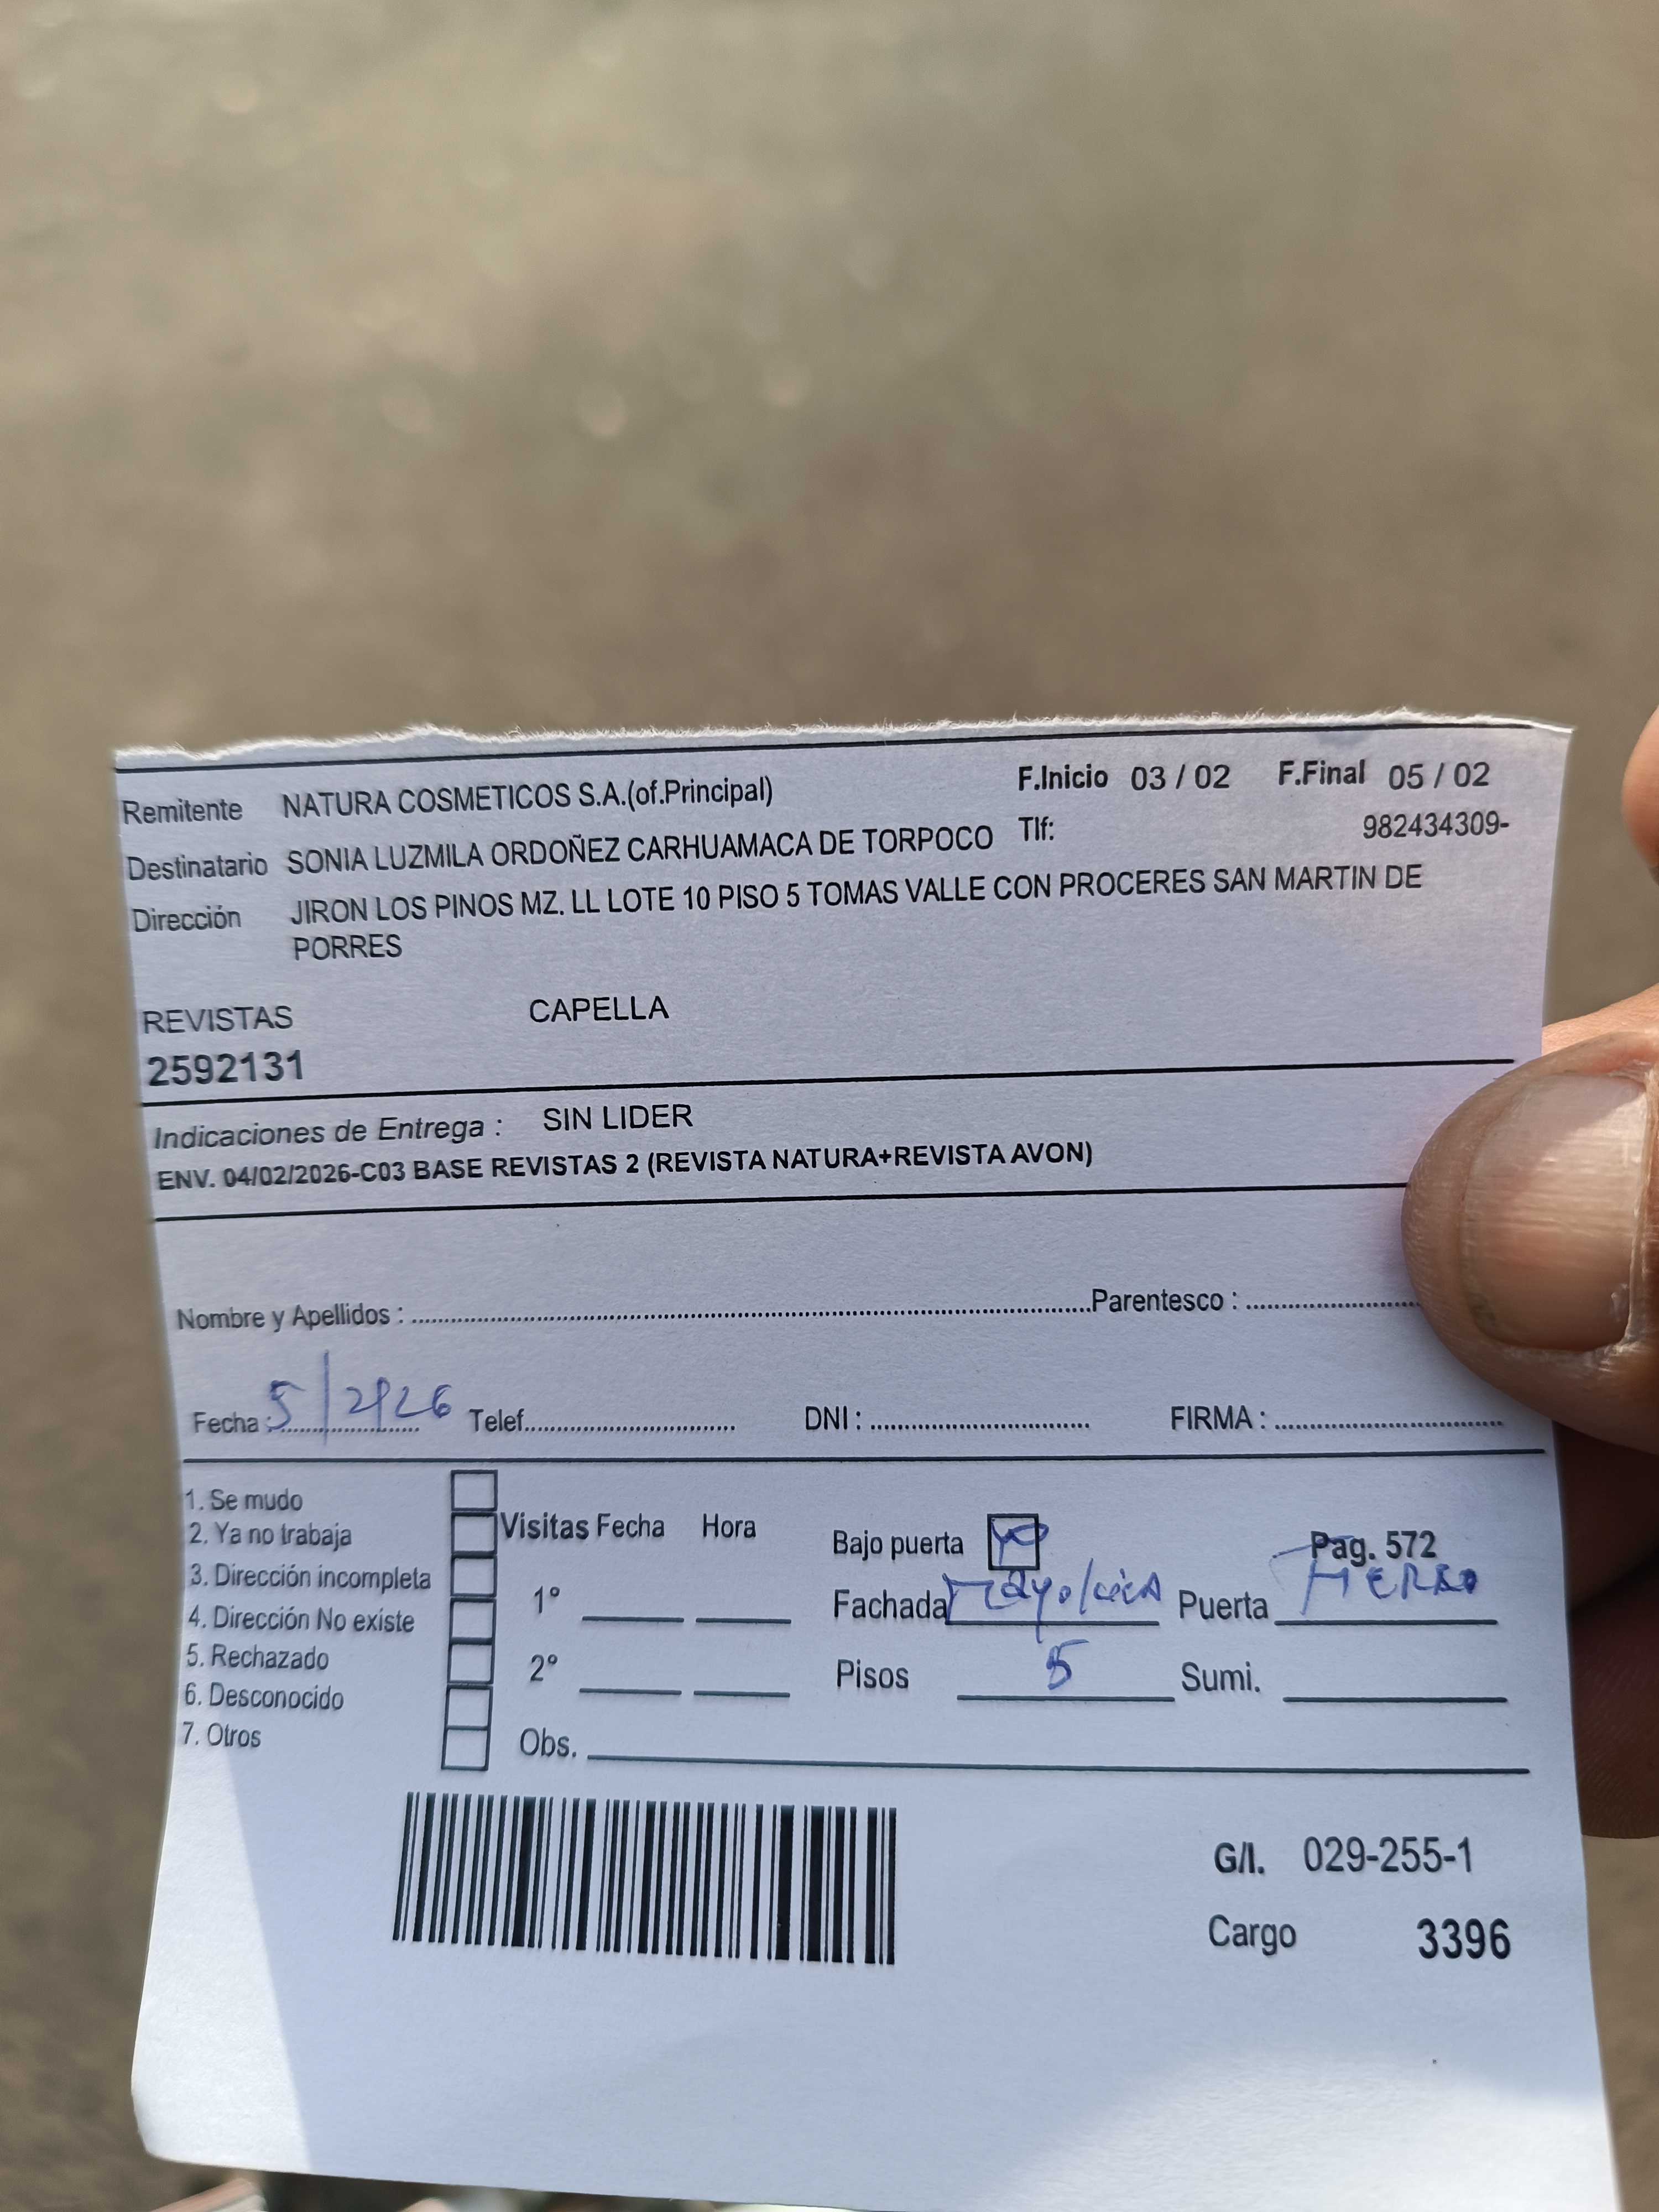 Remitente NATURA COSMETICOS S.A.(of.Principal) F.Inicio 03 / 02 F.Final 05 / 02
Destinatario SONIA LUZMILA ORDOÑEZ CARHUAMACA DE TORPOCO Tlf: 982434309-
Dirección JIRON LOS PINOS MZ. LL LOTE 10 PISO 5 TOMAS VALLE CON PROCERES SAN MARTIN DE
PORRES
REVISTAS CAPELLA
2592131
Indicaciones de Entrega : SIN LIDER
ENV. 04/02/2026-C03 BASE REVISTAS 2 (REVISTA NATURA+REVISTA AVON)
Nombre y Apellidos : Parentesco :
Fecha : 5/2/26 Telef. DNI : FIRMA :
1. Se mudo
2. Ya no trabaja
3. Dirección incompleta
4. Dirección No existe
5. Rechazado
6. Desconocido
7. Otros
Visitas Fecha Hora
1°
2°
Obs.
Bajo puerta Pag. 572
Fachada Mayolica Puerta FIERRO
Pisos 5 Sumi.
G/I. 029-255-1
Cargo 3396